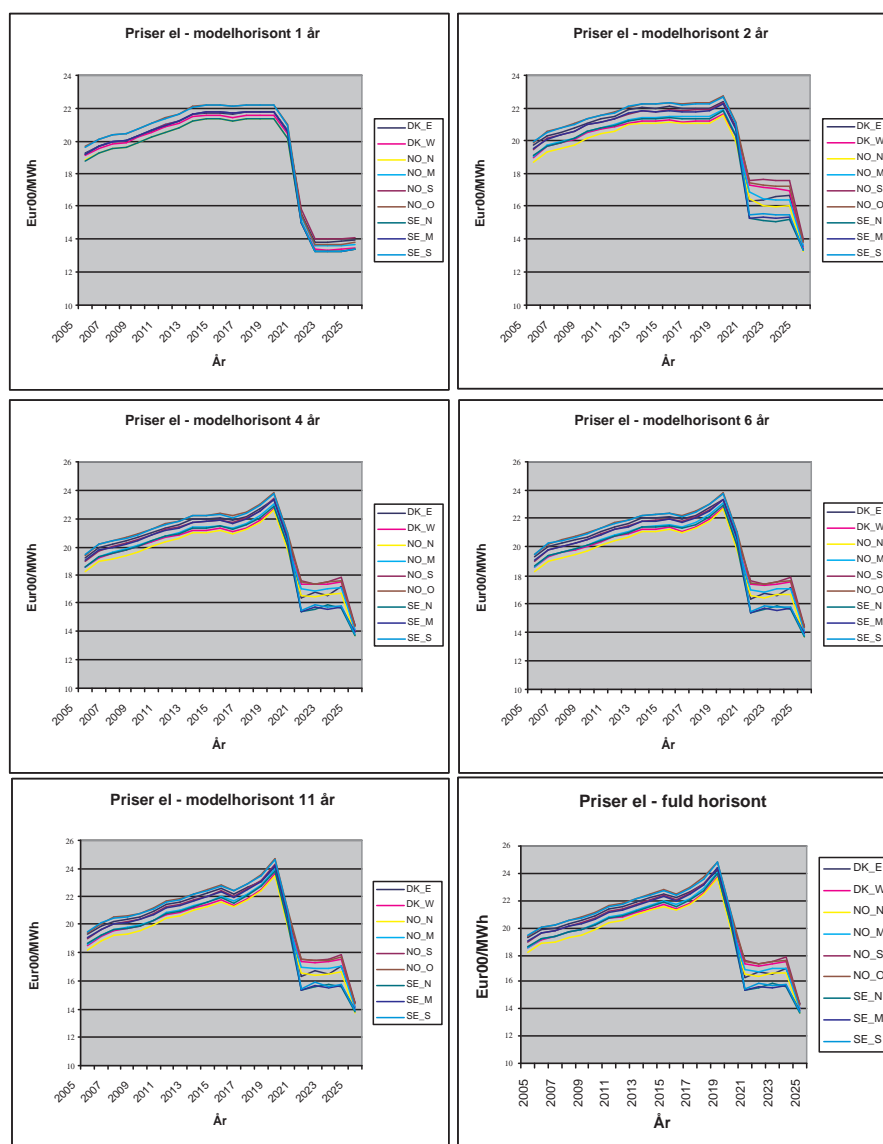 Priser el - modelhorisont 1 år
24
22
20
18
16
14
12
10
Eur00/MWh
2005
2007
2009
2011
2013
2015
2017
2019
2021
2023
2025
År
DK_E
DK_W
NO_N
NO_M
NO_S
NO_O
SE_N
SE_M
SE_S
Priser el - modelhorisont 2 år
24
22
20
18
16
14
12
10
Eur00/MWh
2005
2007
2009
2011
2013
2015
2017
2019
2021
2023
2025
År
DK_E
DK_W
NO_N
NO_M
NO_S
NO_O
SE_N
SE_M
SE_S
Priser el - modelhorisont 4 år
26
24
22
20
18
16
14
12
10
Eur00/MWh
2005
2007
2009
2011
2013
2015
2017
2019
2021
2023
2025
År
DK_E
DK_W
NO_N
NO_M
NO_S
NO_O
SE_N
SE_M
SE_S
Priser el - modelhorisont 6 år
26
24
22
20
18
16
14
12
10
Eur00/MWh
2005
2007
2009
2011
2013
2015
2017
2019
2021
2023
2025
År
DK_E
DK_W
NO_N
NO_M
NO_S
NO_O
SE_N
SE_M
SE_S
Priser el - modelhorisont 11 år
26
24
22
20
18
16
14
12
10
Eur00/MWh
2005
2007
2009
2011
2013
2015
2017
2019
2021
2023
2025
År
DK_E
DK_W
NO_N
NO_M
NO_S
NO_O
SE_N
SE_M
SE_S
Priser el - fuld horisont
26
24
22
20
18
16
14
12
10
Eur00/MWh
2005
2007
2009
2011
2013
2015
2017
2019
2021
2023
2025
År
DK_E
DK_W
NO_N
NO_M
NO_S
NO_O
SE_N
SE_M
SE_S